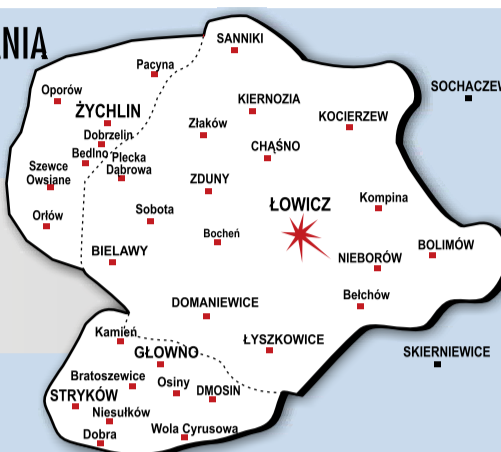 ANIA
SANNIKI
Pacyna
Oporów
SOCHACZEW
KIERNOZIA
ŻYCHLIN
KOCIERZEW
Złaków
Dobrzelin
CHĄŚNO
Bedlno
Plecka
Dąbrowa
Szewce
Owsiane
ZDUNY
Kompina
ŁOWICZ
Orłów
Sobota
Bocheń
BOLIMÓW
BIELAWY
NIEBORÓW
Bełchów
DOMANIEWICE
Kamień
ŁYSZKOWICE
GŁOWNO
SKIERNIEWICE
Bratoszewice
Osiny
DMOSIN
STRYKÓW
Niesułków
Dobra
Wola Cyrusowa